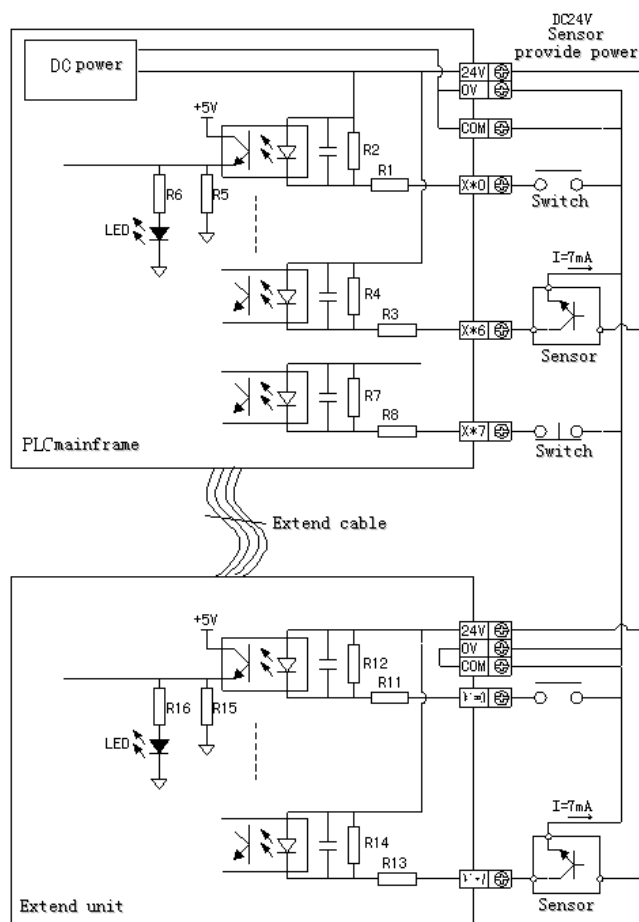 DC24V
Sensor
provide power
DC power
24V
0V
+5V
COM
R2
R1
X*0
R6
R5
Switch
LED
I=7mA
R4
R3
X*6
Sensor
R7
R8
X*7
PLCmainframe
Switch
Extend cable
+5V
24V
0V
R12
COM
R11
R16
R15
LED
I=7mA
R14
R13
Extend unit
Sensor